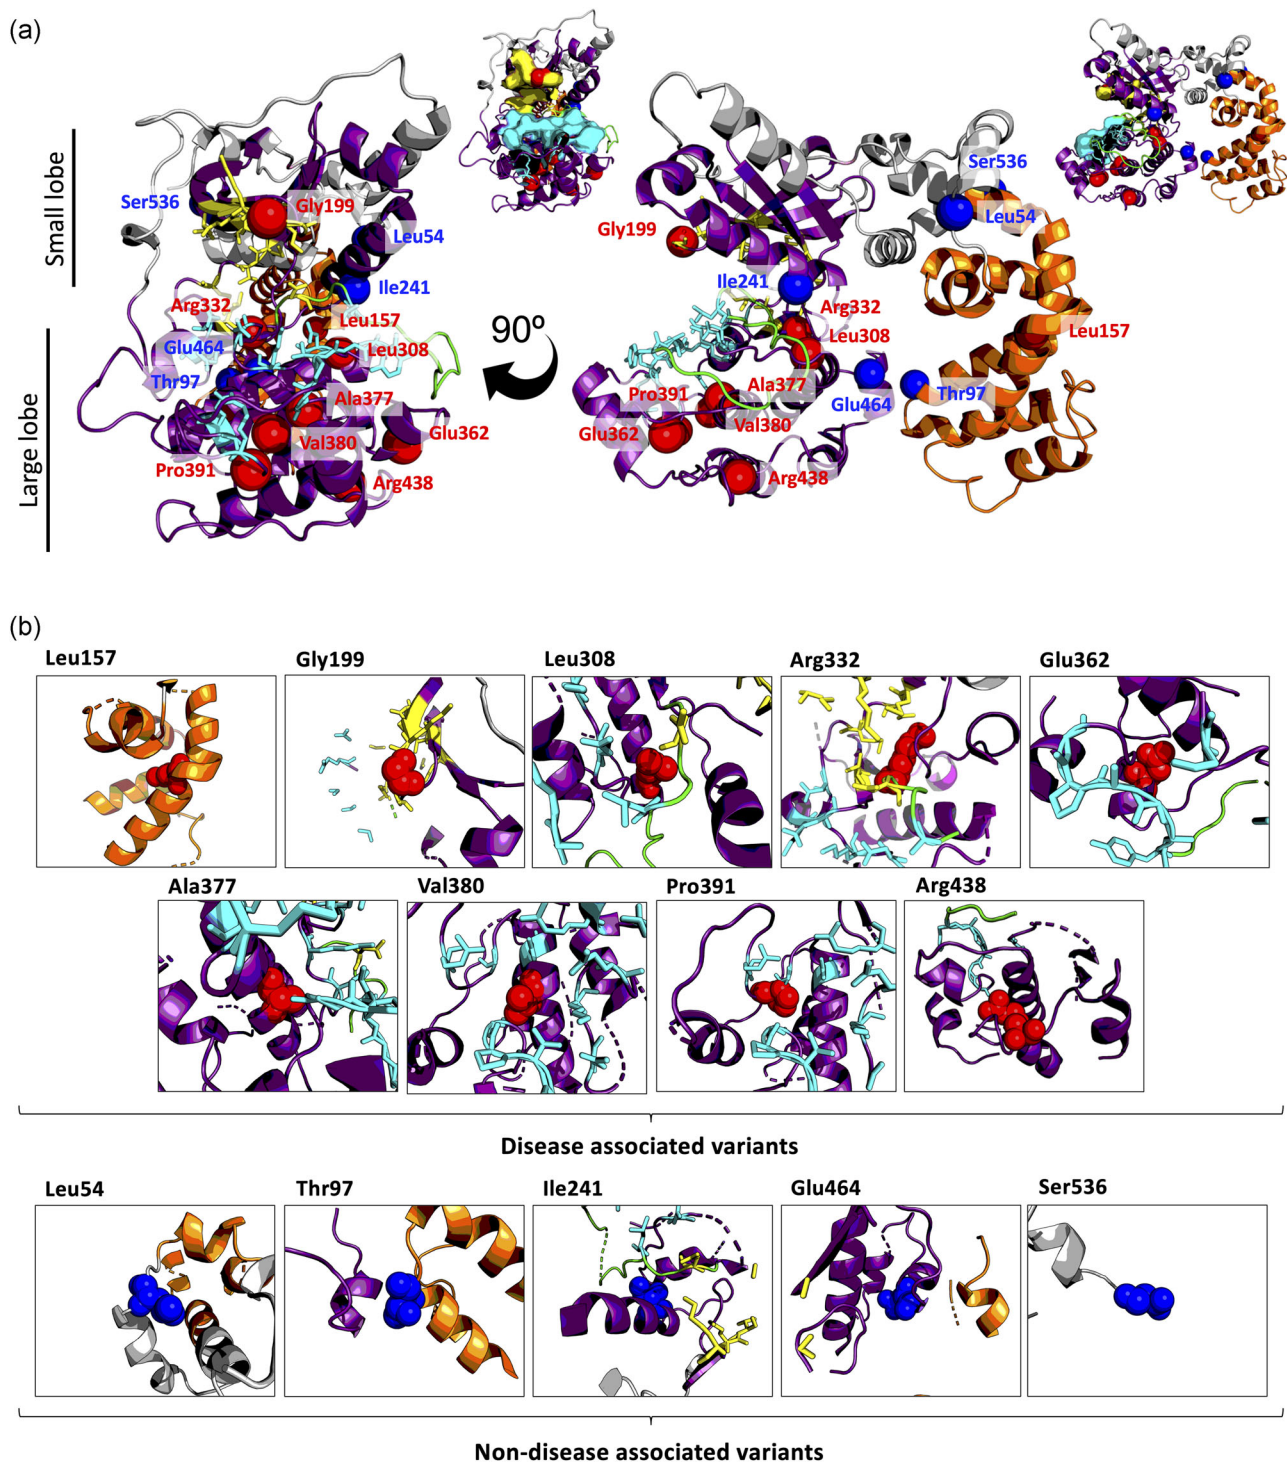 (a)
Small lobe
Large lobe
Ser536
Gly199
Leu54
Ile241
Arg332
Leu157
Glu464
Leu308
Thr97
Ala377
Glu362
Val380
Pro391
Arg438
90º
Ser536
Gly199
Leu54
Ile241
Arg332
Leu308
Leu157
Pro391
Ala377
Glu464
Thr97
Glu362
Val380
Arg438
(b)
Leu157 Gly199 Leu308 Arg332 Glu362
Ala377 Val380 Pro391 Arg438
Disease associated variants
Leu54 Thr97 Ile241 Glu464 Ser536
Non-disease associated variants